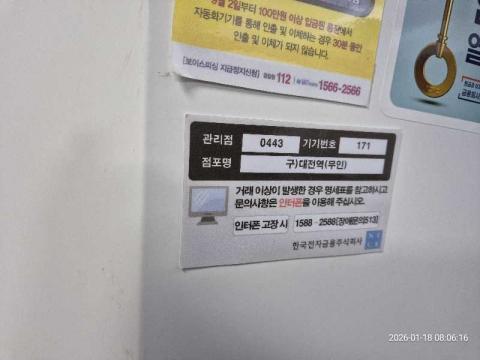 9월 2일부터 100만원 이상 입금된 통장에서
자동화기기를 통해 인출 및 이체하는 경우 30분 동안
인출 및 이체가 되지 않습니다.
[보이스피싱 지급정지신청] 경찰청 112 1566-2566
관리점 0443 기기번호 171
점포명 구)대전역(무인)
거래 이상이 발생한 경우 명세표를 참고하시고
문의사항은 인터폰을 이용해 주십시오.
인터폰 고장 시 1588-2588[장애문의513]
한국전자금융주식회사
NICE
2026-01-18 08:06:16